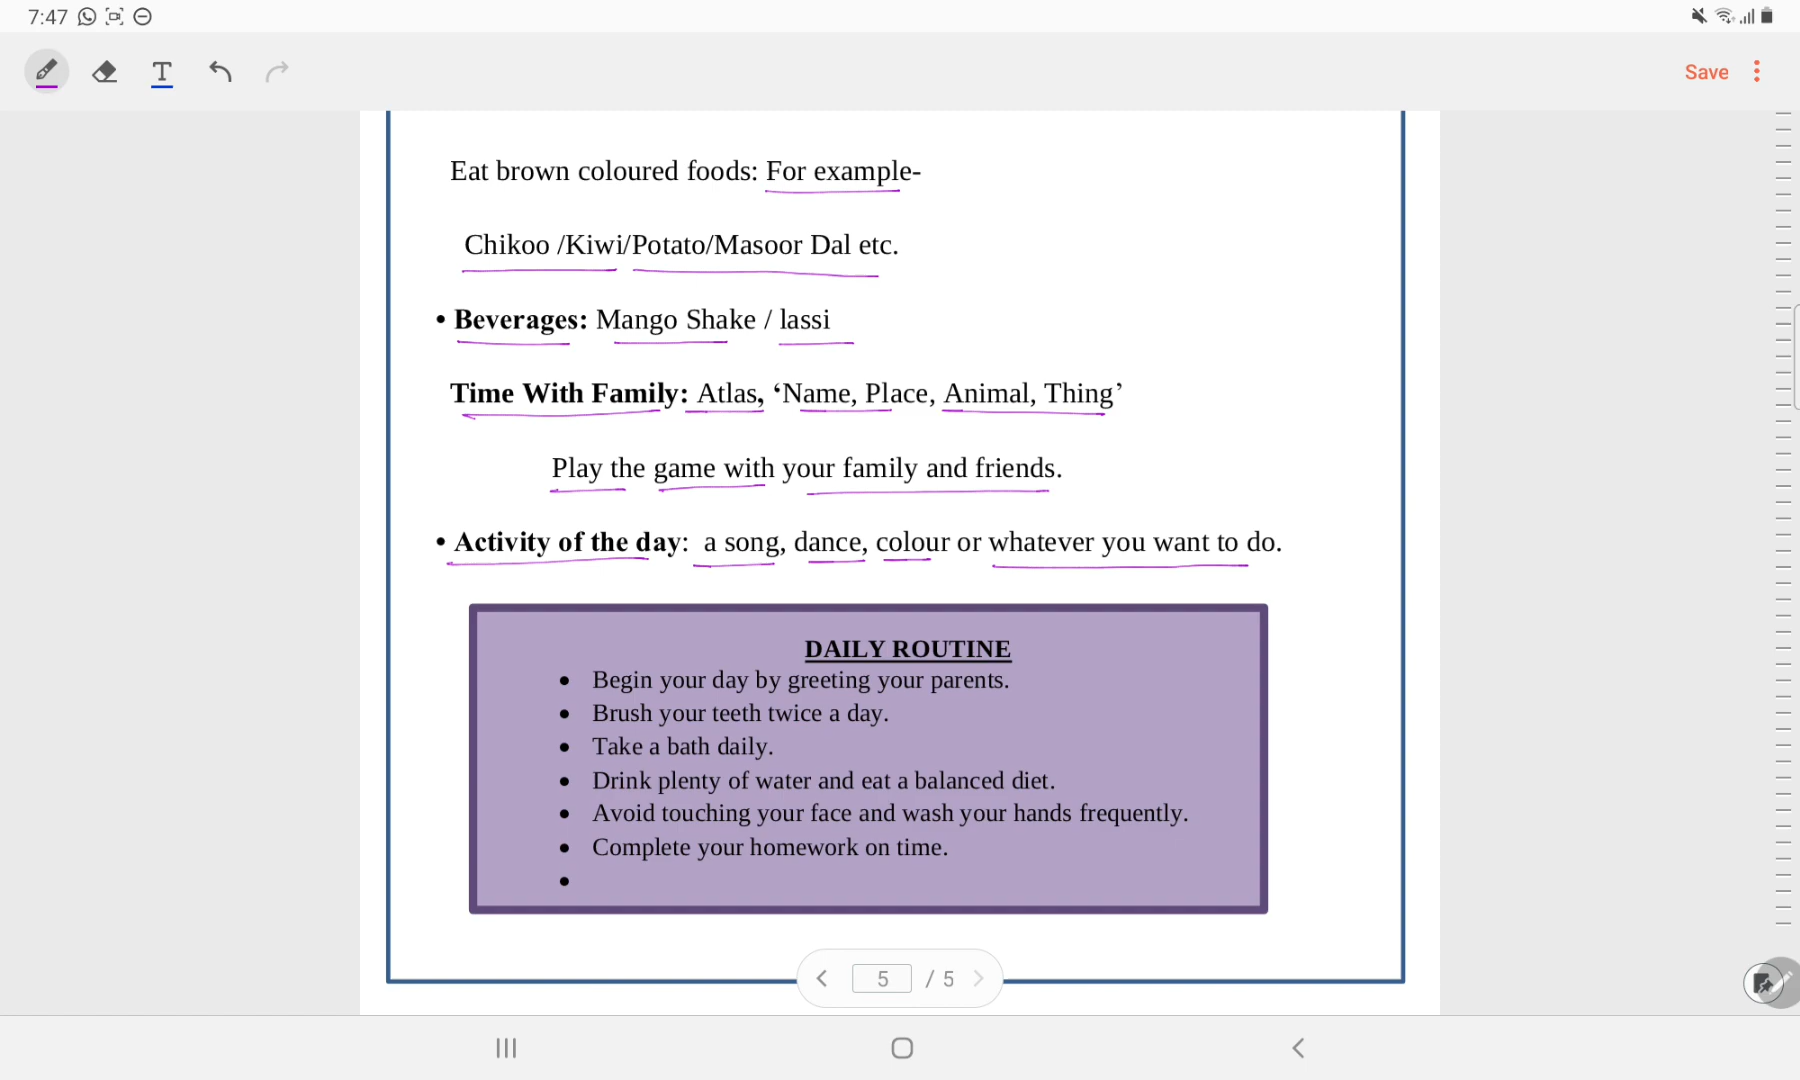 7:47
Save
Eat brown coloured foods: For example-
Chikoo /Kiwi/Potato/Masoor Dal etc.
• Beverages: Mango Shake / lassi
Time With Family: Atlas, ‘Name, Place, Animal, Thing’
Play the game with your family and friends.
• Activity of the day: a song, dance, colour or whatever you want to do.
DAILY ROUTINE
• Begin your day by greeting your parents.
• Brush your teeth twice a day.
• Take a bath daily.
• Drink plenty of water and eat a balanced diet.
• Avoid touching your face and wash your hands frequently.
• Complete your homework on time.
•
5 / 5